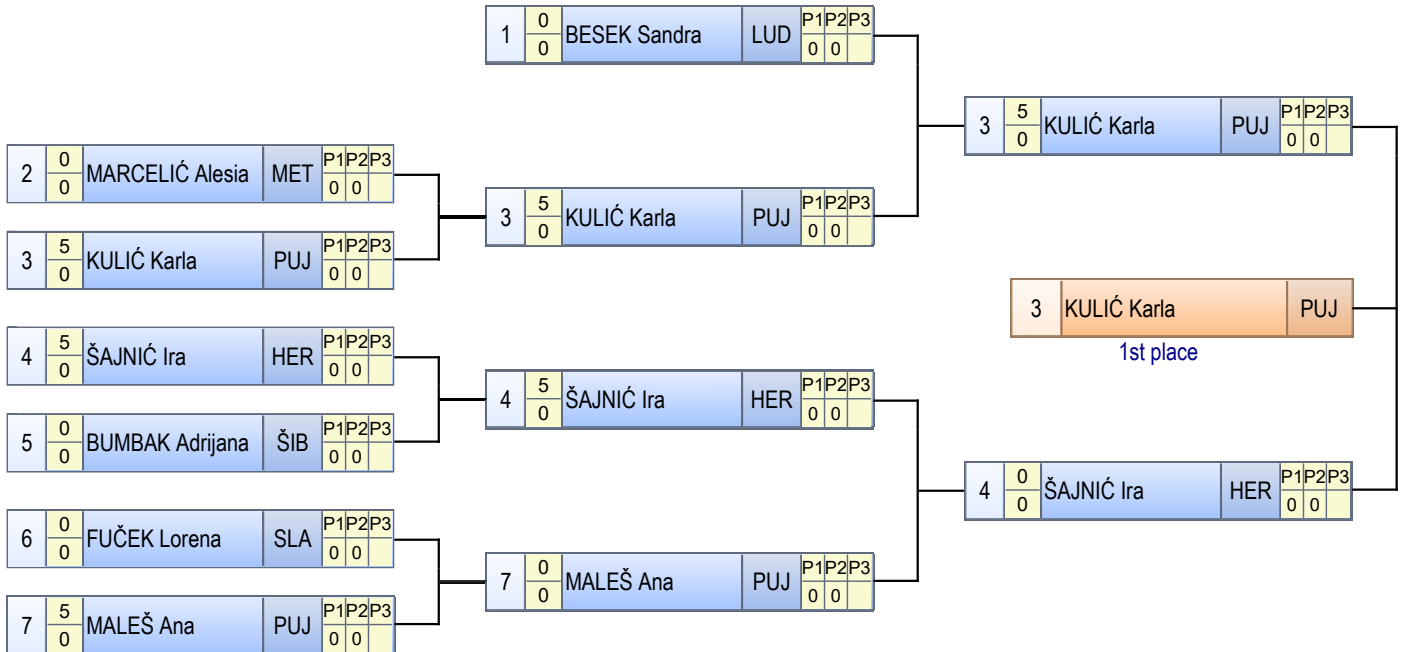 1 0 0 BESEK Sandra LUD P1 P2 P3 0 0
2 0 0 MARCELIĆ Alesia MET P1 P2 P3 0 0
3 5 0 KULIĆ Karla PUJ P1 P2 P3 0 0
4 5 0 ŠAJNIĆ Ira HER P1 P2 P3 0 0
5 0 0 BUMBAK Adrijana ŠIB P1 P2 P3 0 0
6 0 0 FUČEK Lorena SLA P1 P2 P3 0 0
7 5 0 MALEŠ Ana PUJ P1 P2 P3 0 0
3 5 0 KULIĆ Karla PUJ P1 P2 P3 0 0
4 5 0 ŠAJNIĆ Ira HER P1 P2 P3 0 0
7 0 0 MALEŠ Ana PUJ P1 P2 P3 0 0
3 5 0 KULIĆ Karla PUJ P1 P2 P3 0 0
4 0 0 ŠAJNIĆ Ira HER P1 P2 P3 0 0
3 KULIĆ Karla PUJ
1st place